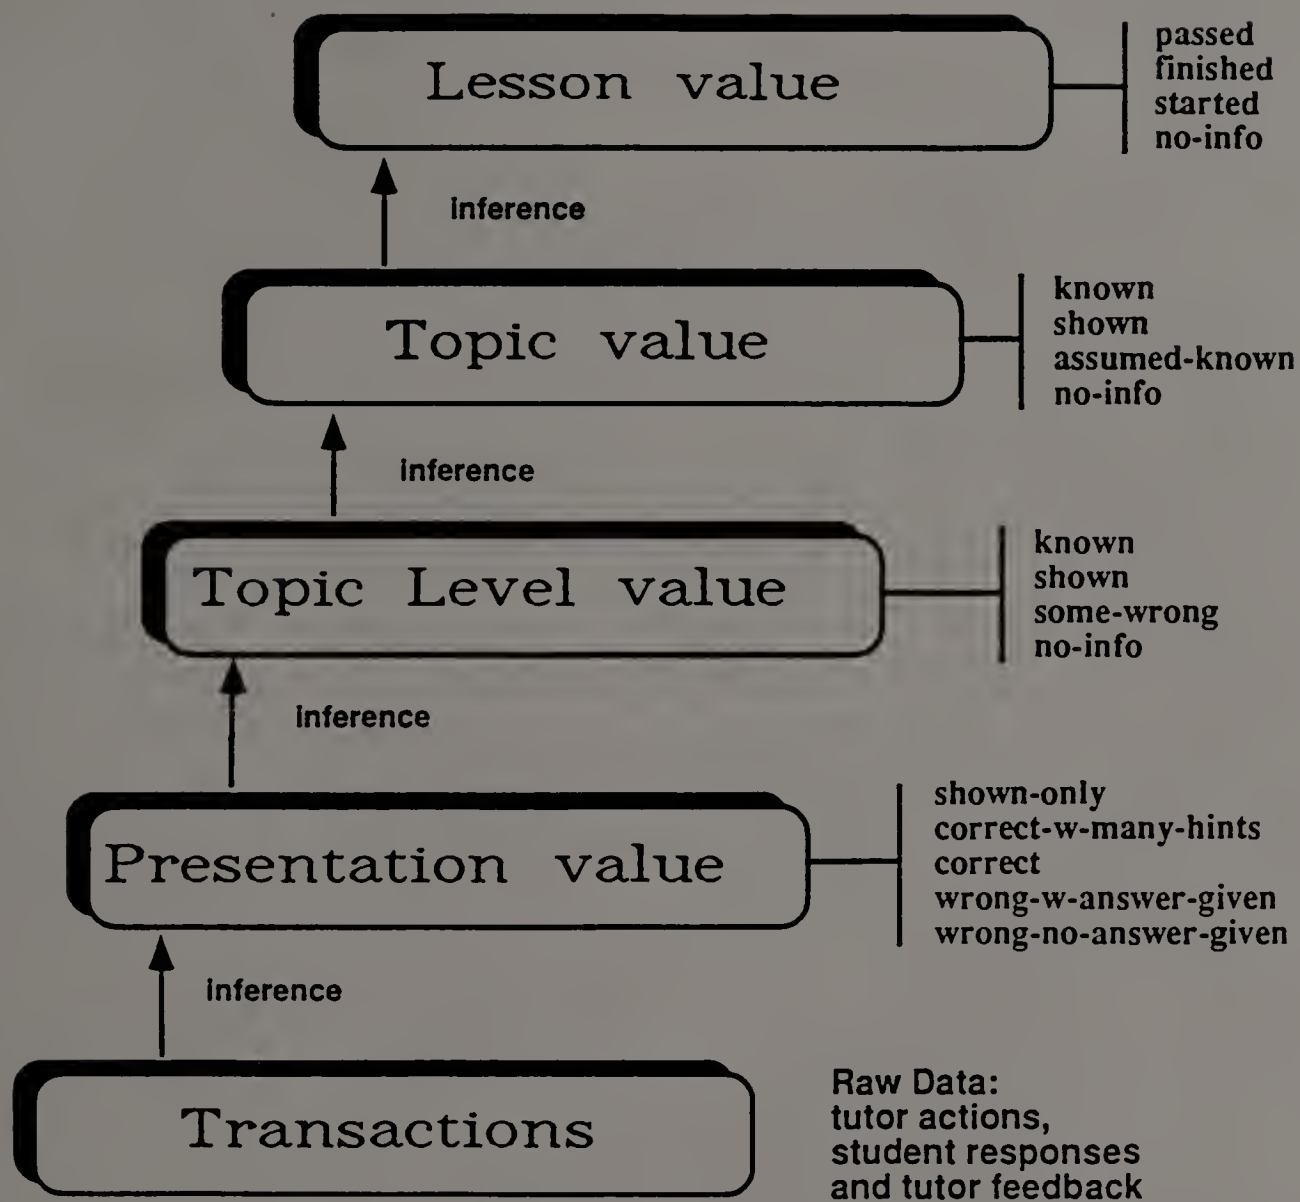 Lesson value
passed
finished
started
no-info
inference
Topic value
known
shown
assumed-known
no-info
inference
Topic Level value
known
shown
some-wrong
no-info
inference
Presentation value
shown-only
correct-w-many-hints
correct
wrong-w-answer-given
wrong-no-answer-given
inference
Transactions
Raw Data:
tutor actions,
student responses
and tutor feedback